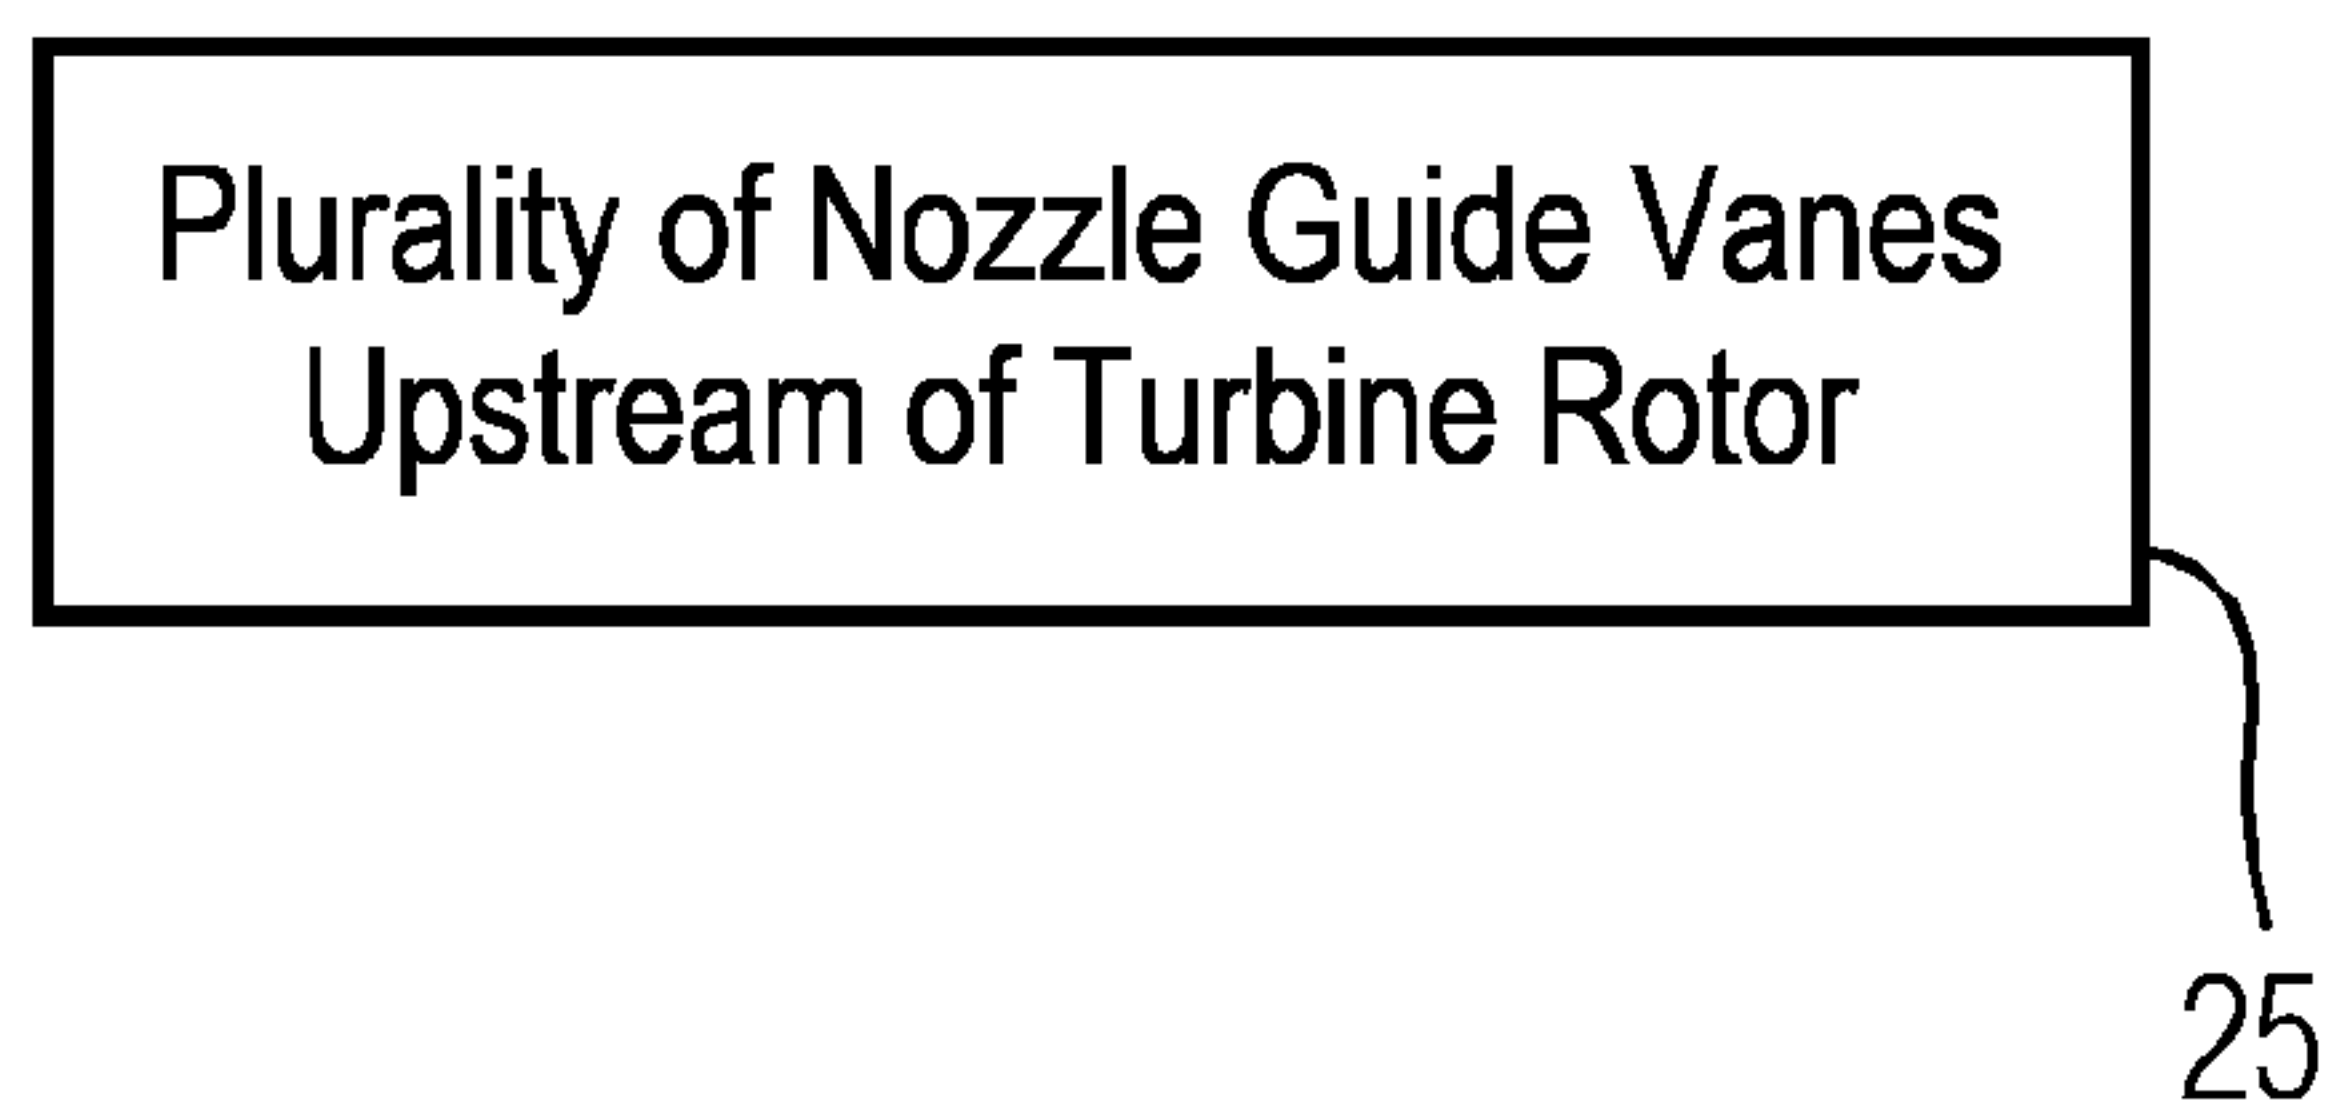 Plurality of Nozzle Guide Vanes
Upstream of Turbine Rotor
25